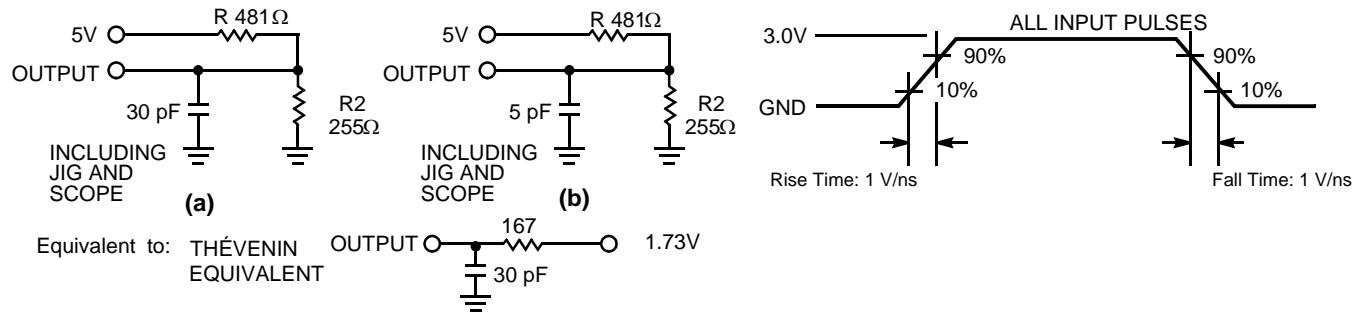 R 481Ω
5V
OUTPUT
30 pF
R2
255Ω
INCLUDING
JIG AND
SCOPE
(a)
R 481Ω
5V
OUTPUT
5 pF
R2
255Ω
INCLUDING
JIG AND
SCOPE
(b)
ALL INPUT PULSES
3.0V
90%
10%
GND
90%
10%
Rise Time: 1 V/ns
Fall Time: 1 V/ns
Equivalent to:
THÉVENIN
EQUIVALENT
OUTPUT
167
1.73V
30 pF